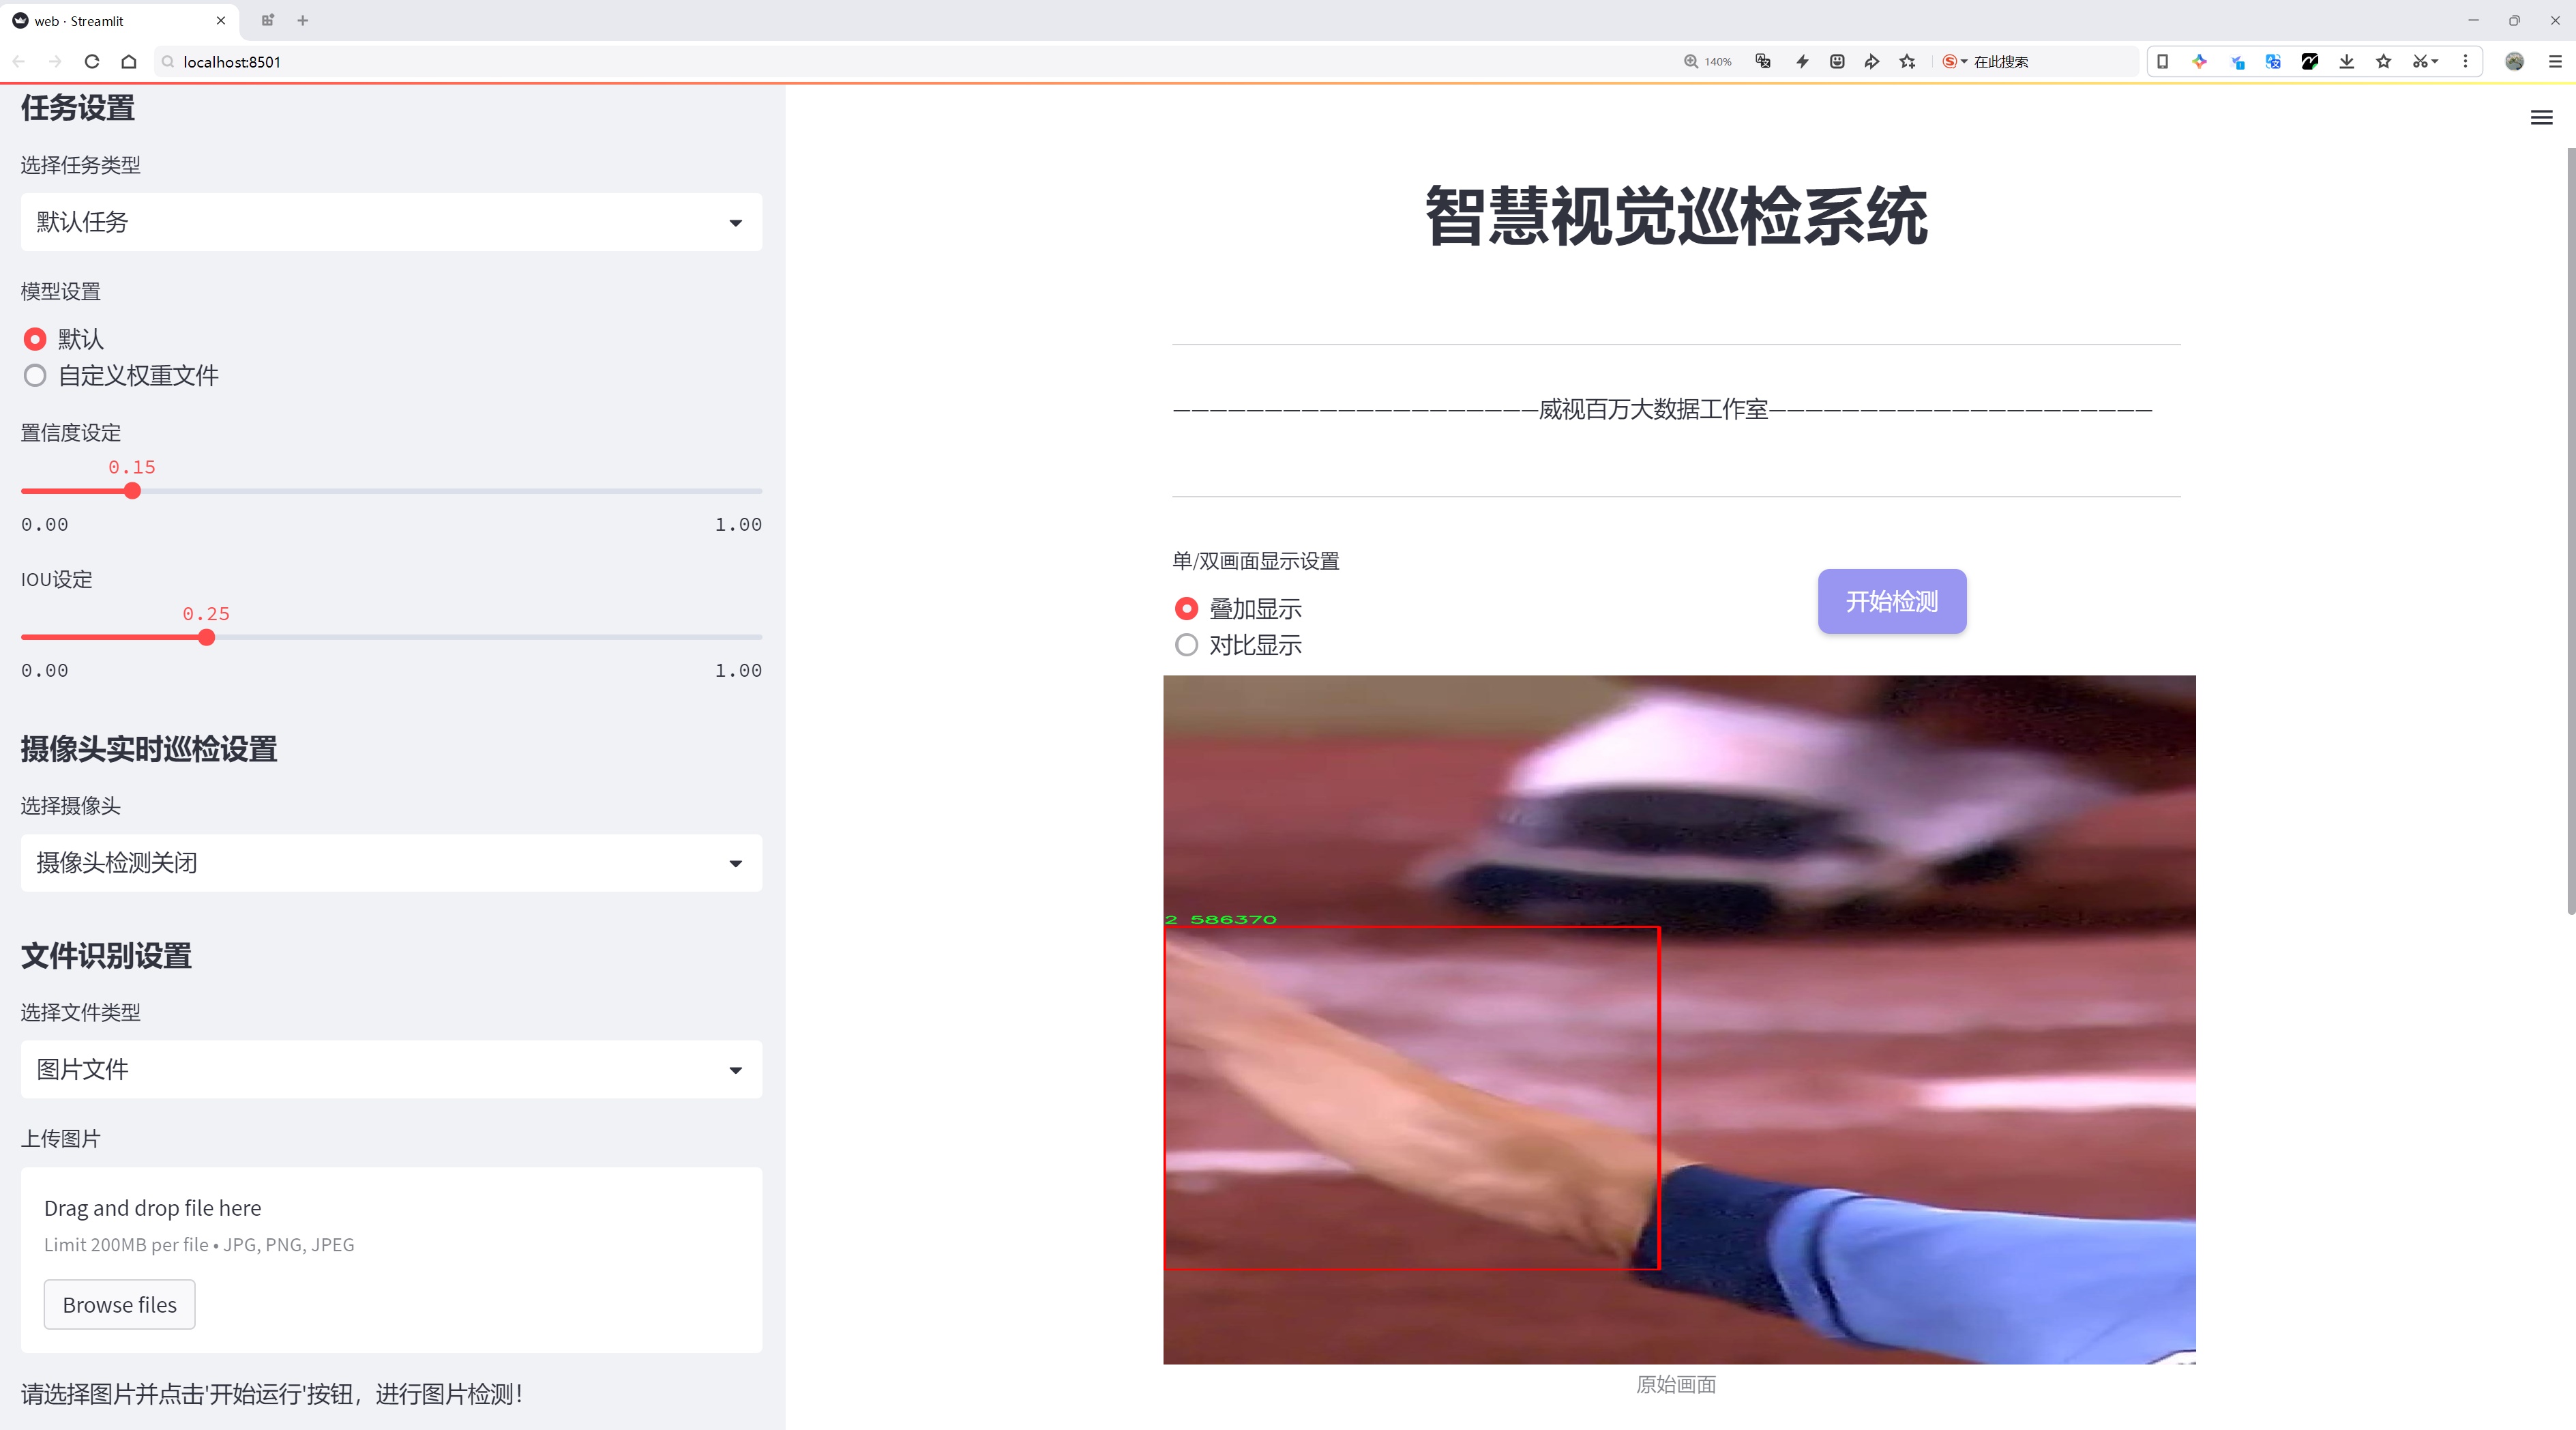 web · Streamlit
localhost:8501
140%
在此搜索
任务设置
选择任务类型
默认任务
模型设置
默认
自定义权重文件
置信度设定
0.15
0.00 1.00
IOU设定
0.25
0.00 1.00
摄像头实时巡检设置
选择摄像头
摄像头检测关闭
文件识别设置
选择文件类型
图片文件
上传图片
Drag and drop file here
Limit 200MB per file • JPG, PNG, JPEG
Browse files
请选择图片并点击'开始运行'按钮，进行图片检测！
智慧视觉巡检系统
————————————————————威视百万大数据工作室—————————————————————
单/双画面显示设置
叠加显示
对比显示
开始检测
2 586370
原始画面